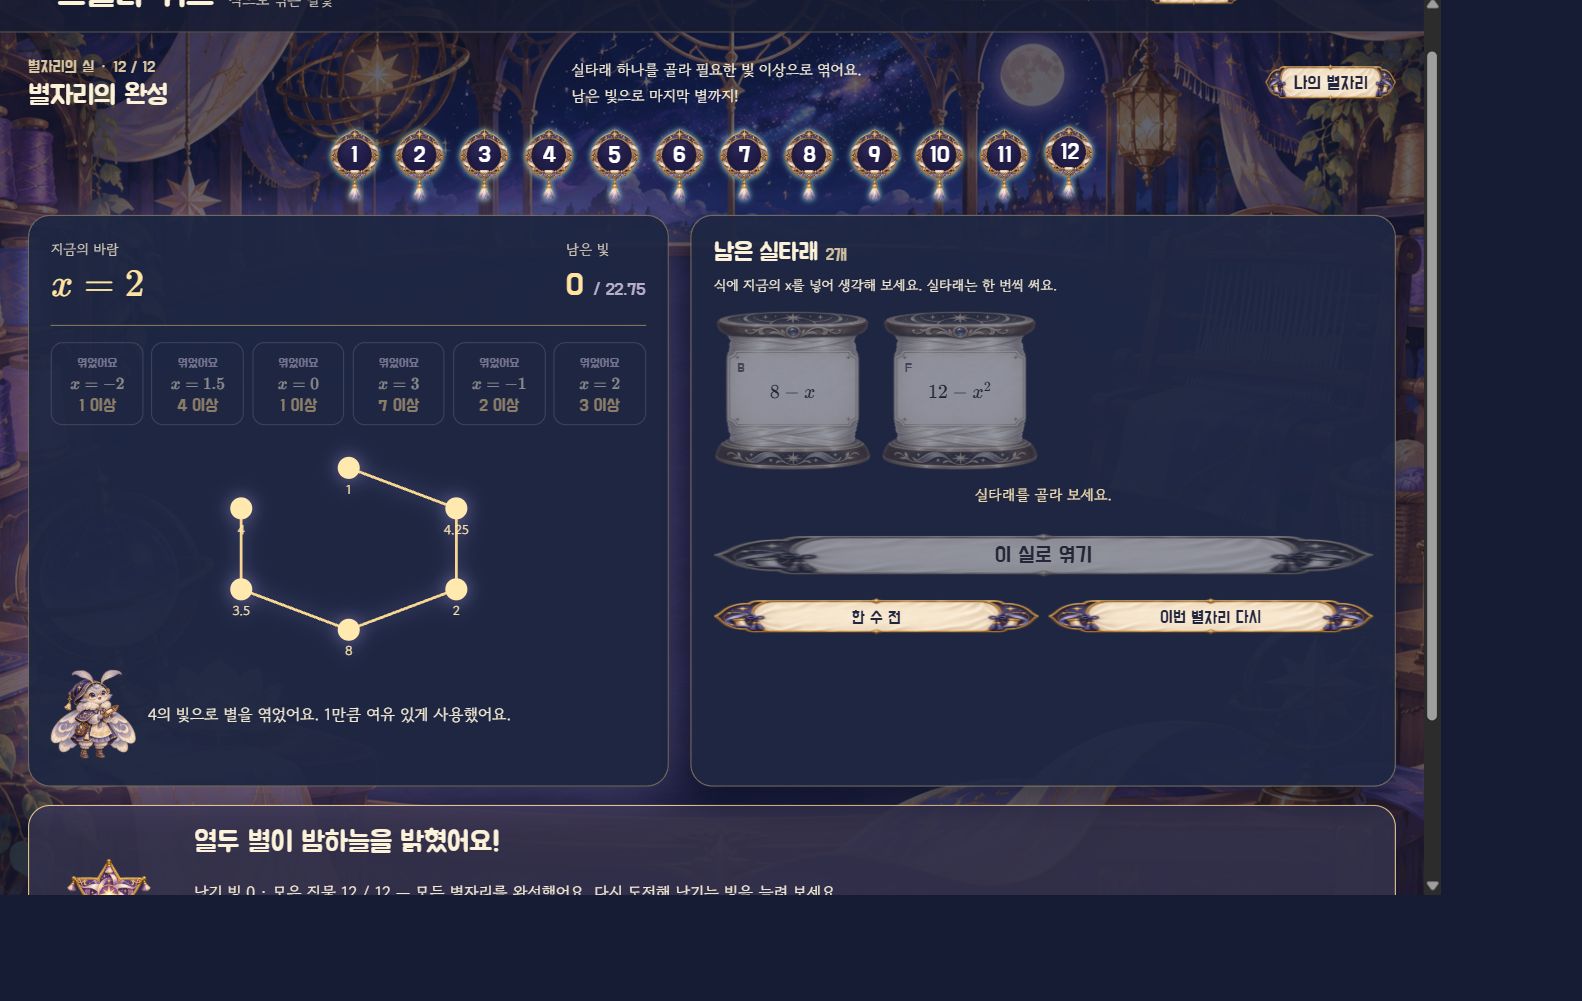 별자리의 실 · 12 / 12
별자리의 완성
실타래 하나를 골라 필요한 빛 이상으로 엮어요.
남은 빛으로 마지막 별까지!
나의 별자리
1 2 3 4 5 6 7 8 9 10 11 12
지금의 바람
x = 2
남은 빛
0 / 22.75
엮었어요
x = −2
1 이상
엮었어요
x = 1.5
4 이상
엮었어요
x = 0
1 이상
엮었어요
x = 3
7 이상
엮었어요
x = −1
2 이상
엮었어요
x = 2
3 이상
1
4
4.25
3.5
2
8
4의 빛으로 별을 엮었어요. 1만큼 여유 있게 사용했어요.
남은 실타래 2개
식에 지금의 x를 넣어 생각해 보세요. 실타래는 한 번씩 써요.
B
8 − x
F
12 − x²
실타래를 골라 보세요.
이 실로 엮기
한 수 전
이번 별자리 다시
열두 별이 밤하늘을 밝혔어요!